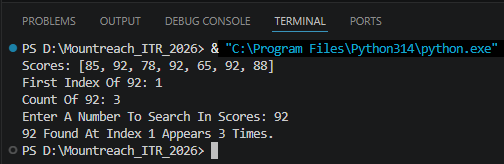 PROBLEMS OUTPUT DEBUG CONSOLE TERMINAL PORTS
PS D:\Mountreach_ITR_2026> & "C:\Program Files\Python314\python.exe"
Scores: [85, 92, 78, 92, 65, 92, 88]
First Index Of 92: 1
Count Of 92: 3
Enter A Number To Search In Scores: 92
92 Found At Index 1 Appears 3 Times.
PS D:\Mountreach_ITR_2026>